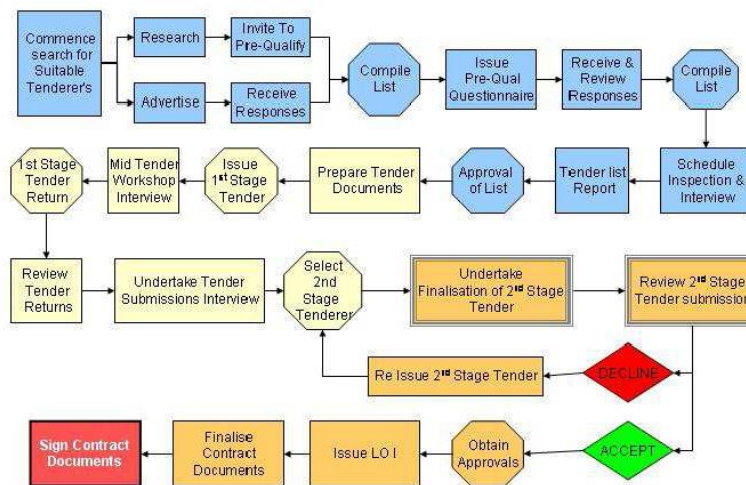 Commence
search for
Suitable
Tenderer's
Research
Invite To
Pre-Qualify
Advertise
Receive
Responses
Compile
List
Issue
Pre-Qual
Questionnaire
Receive &
Review
Responses
Compile
List
1st Stage
Tender
Return
Mid Tender
Workshop
Interview
Issue
1st Stage
Tender
Prepare Tender
Documents
Approval
of List
Tender list
Report
Schedule
Inspection &
Interview
Review
Tender
Returns
Undertake Tender
Submissions Interview
Select
2nd
Stage
Tenderer
Undertake
Finalisation of 2nd Stage
Tender
Review 2nd Stage
Tender submission
Re Issue 2nd Stage Tender
DECLINE
Sign Contract
Documents
Finalise
Contract
Documents
Issue LO I
Obtain
Approvals
ACCEPT